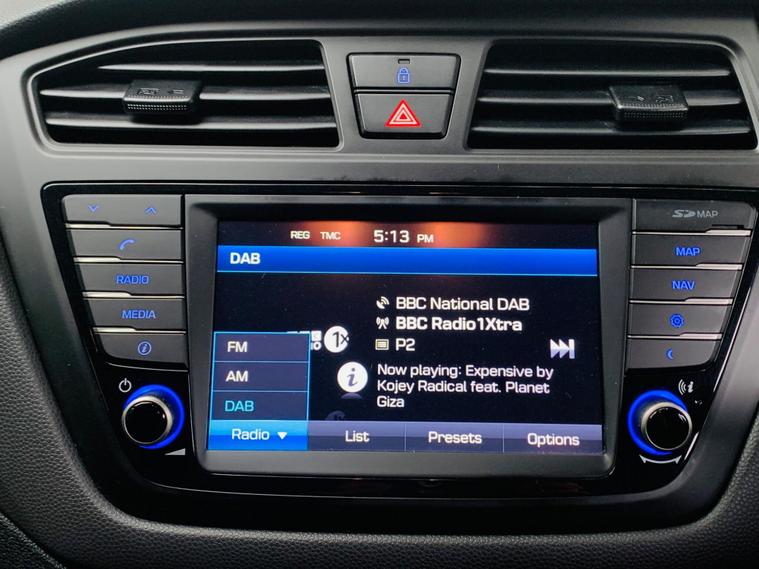 REG TMC 5:13 PM
DAB
BBC National DAB
BBC Radio1Xtra
P2
1x
Now playing: Expensive by
Kojey Radical feat. Planet
Giza
FM
AM
DAB
Radio
List
Presets
Options
RADIO
MEDIA
SD MAP
MAP
NAV